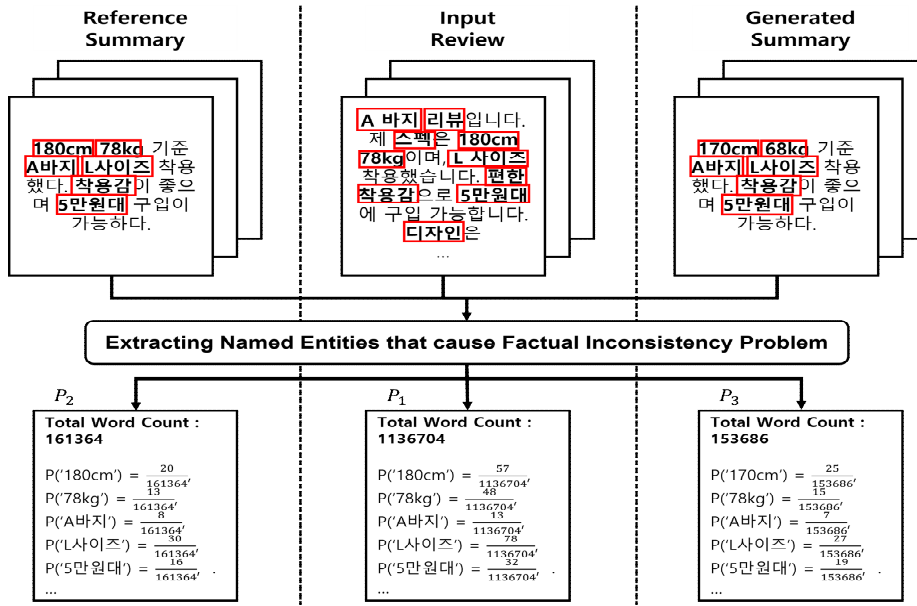 Reference
Summary
Input
Review
Generated
Summary
180cm 78kg 기준
A바지 L사이즈 착용
했다. 착용감이 좋으
며 5만원대 구입이
가능하다.
A 바지 리뷰입니다.
제 스펙은 180cm
78kg이며, L 사이즈
착용했습니다. 편한
착용감으로 5만원대
에 구입 가능합니다.
디자인은
...
170cm 68kg 기준
A바지 L사이즈 착용
했다. 착용감이 좋으
며 5만원대 구입이
가능하다.
Extracting Named Entities that cause Factual Inconsistency Problem
P2
Total Word Count :
161364
P('180cm') = 20/161364,
P('78kg') = 13/161364,
P('A바지') = 8/161364,
P('L사이즈') = 30/161364,
P('5만원대') = 16/161364, .
...
P1
Total Word Count :
1136704
P('180cm') = 57/1136704,
P('78kg') = 48/1136704,
P('A바지') = 13/1136704,
P('L사이즈') = 78/1136704,
P('5만원대') = 32/1136704, .
...
P3
Total Word Count :
153686
P('170cm') = 25/153686,
P('78kg') = 15/153686,
P('A바지') = 7/153686,
P('L사이즈') = 27/153686,
P('5만원대') = 19/153686, .
...